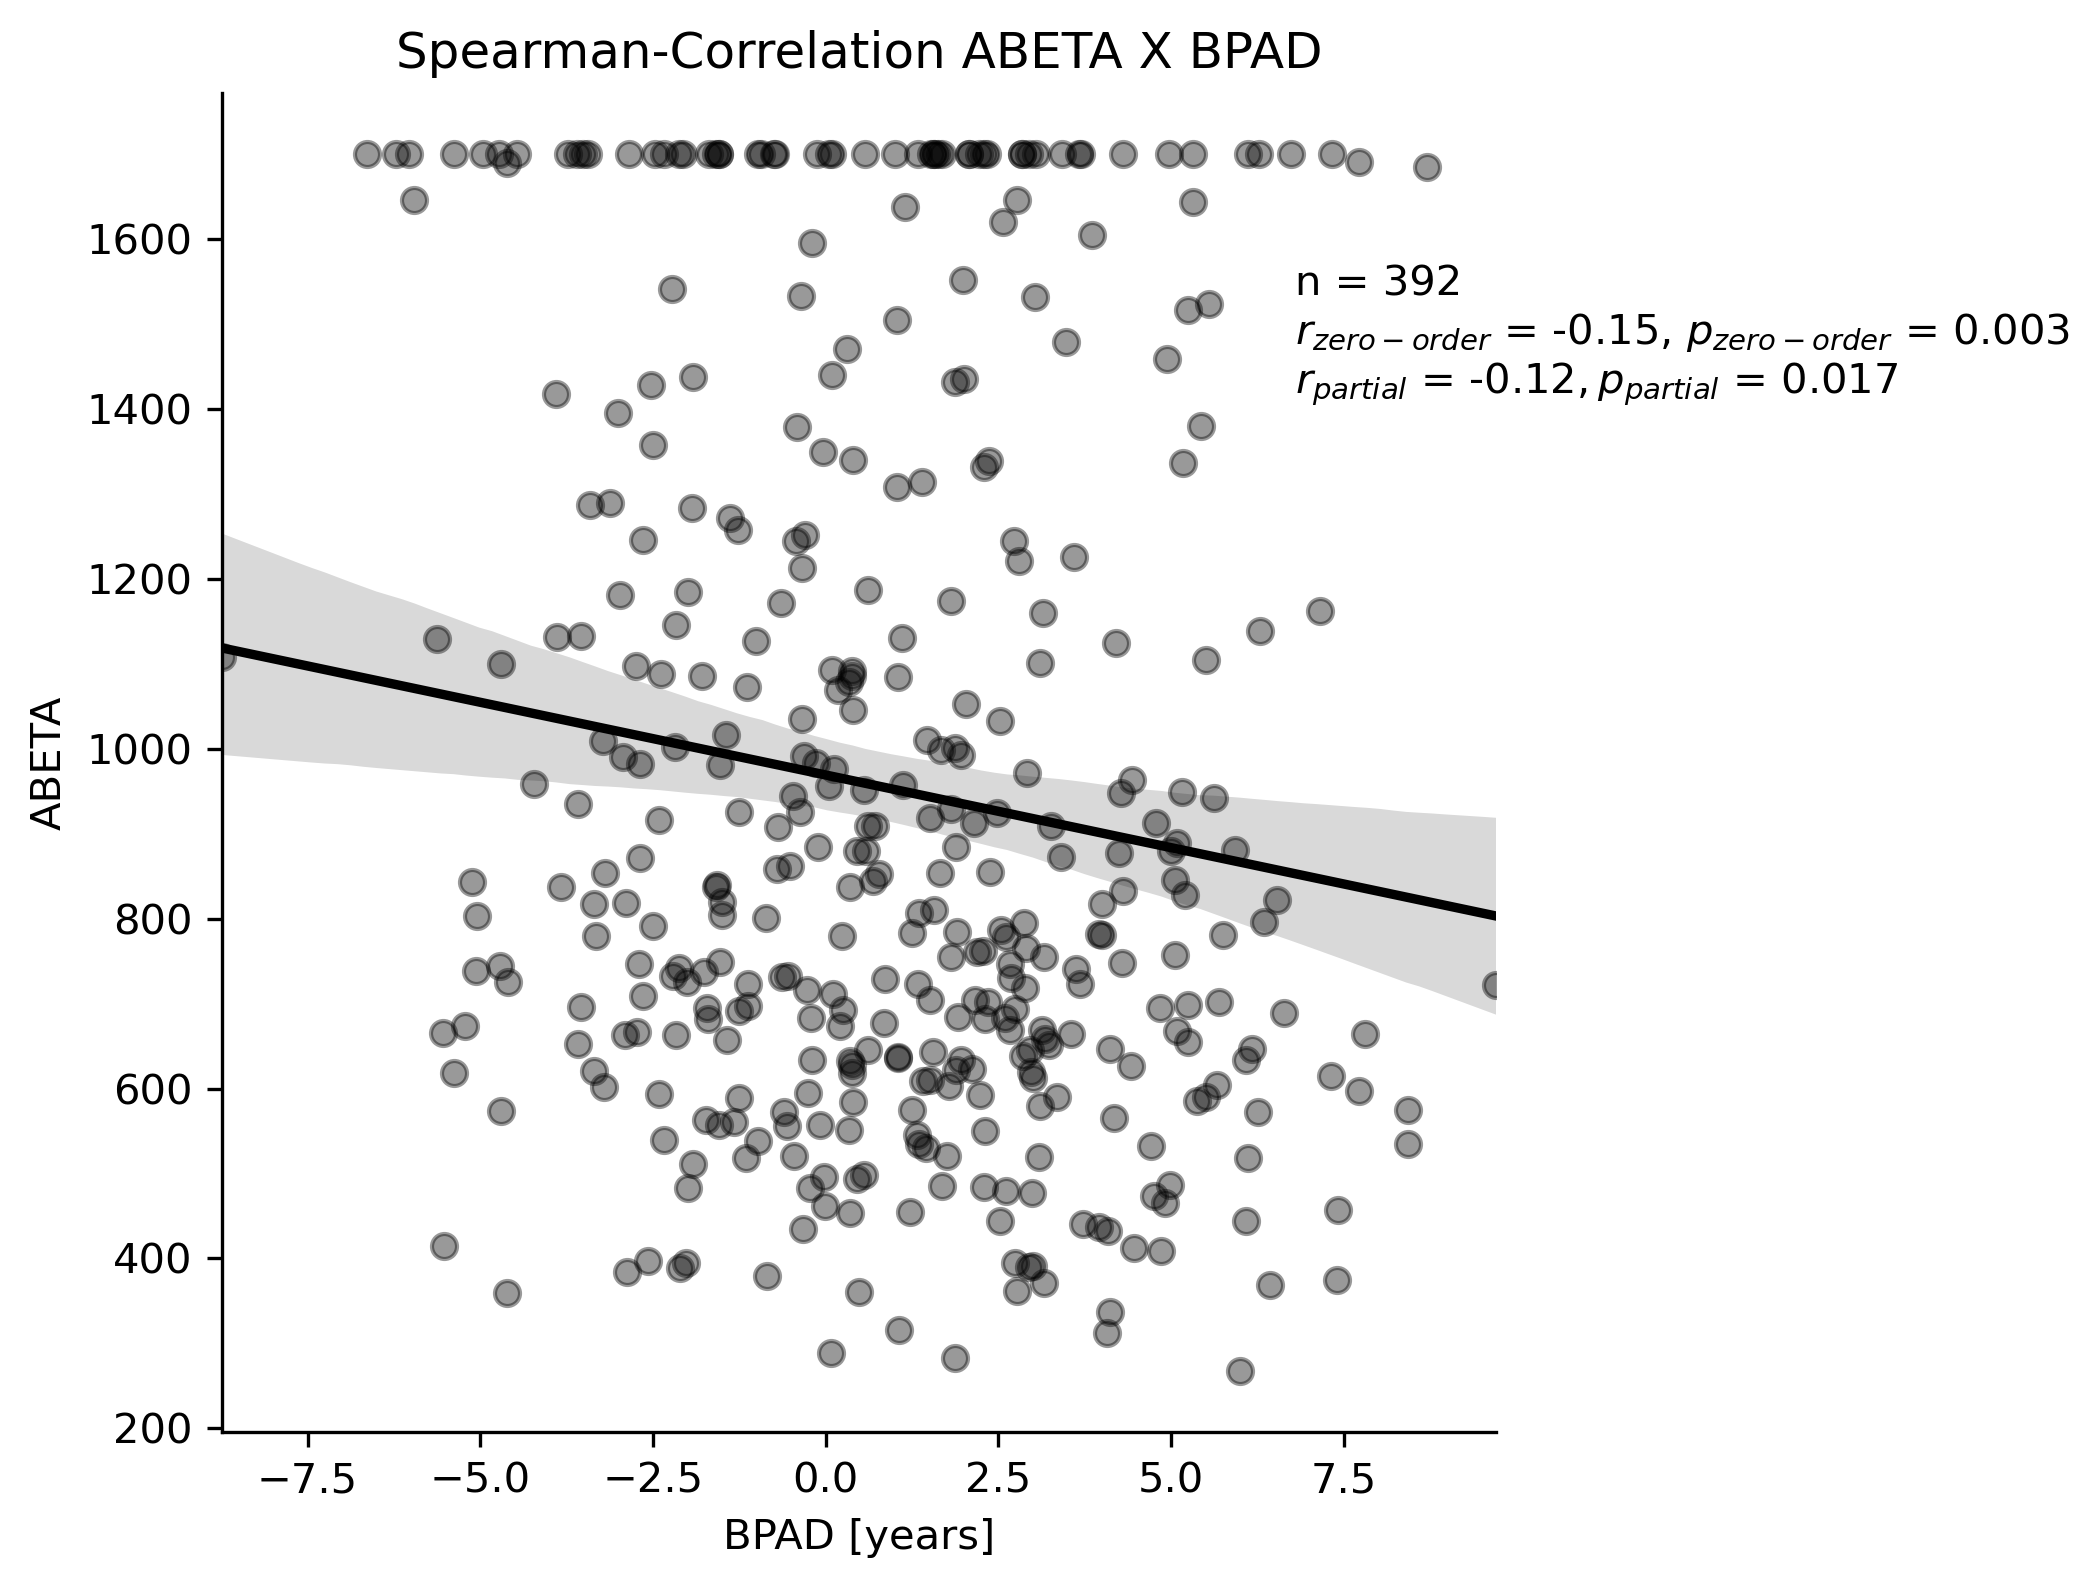 Spearman-Correlation ABETA X BPAD
1600
1400
1200
1000
800
600
400
200
ABETA
n = 392
r_zero−order = -0.15, p_zero−order = 0.003
r_partial = -0.12, p_partial = 0.017
−7.5 −5.0 −2.5 0.0 2.5 5.0 7.5
BPAD [years]